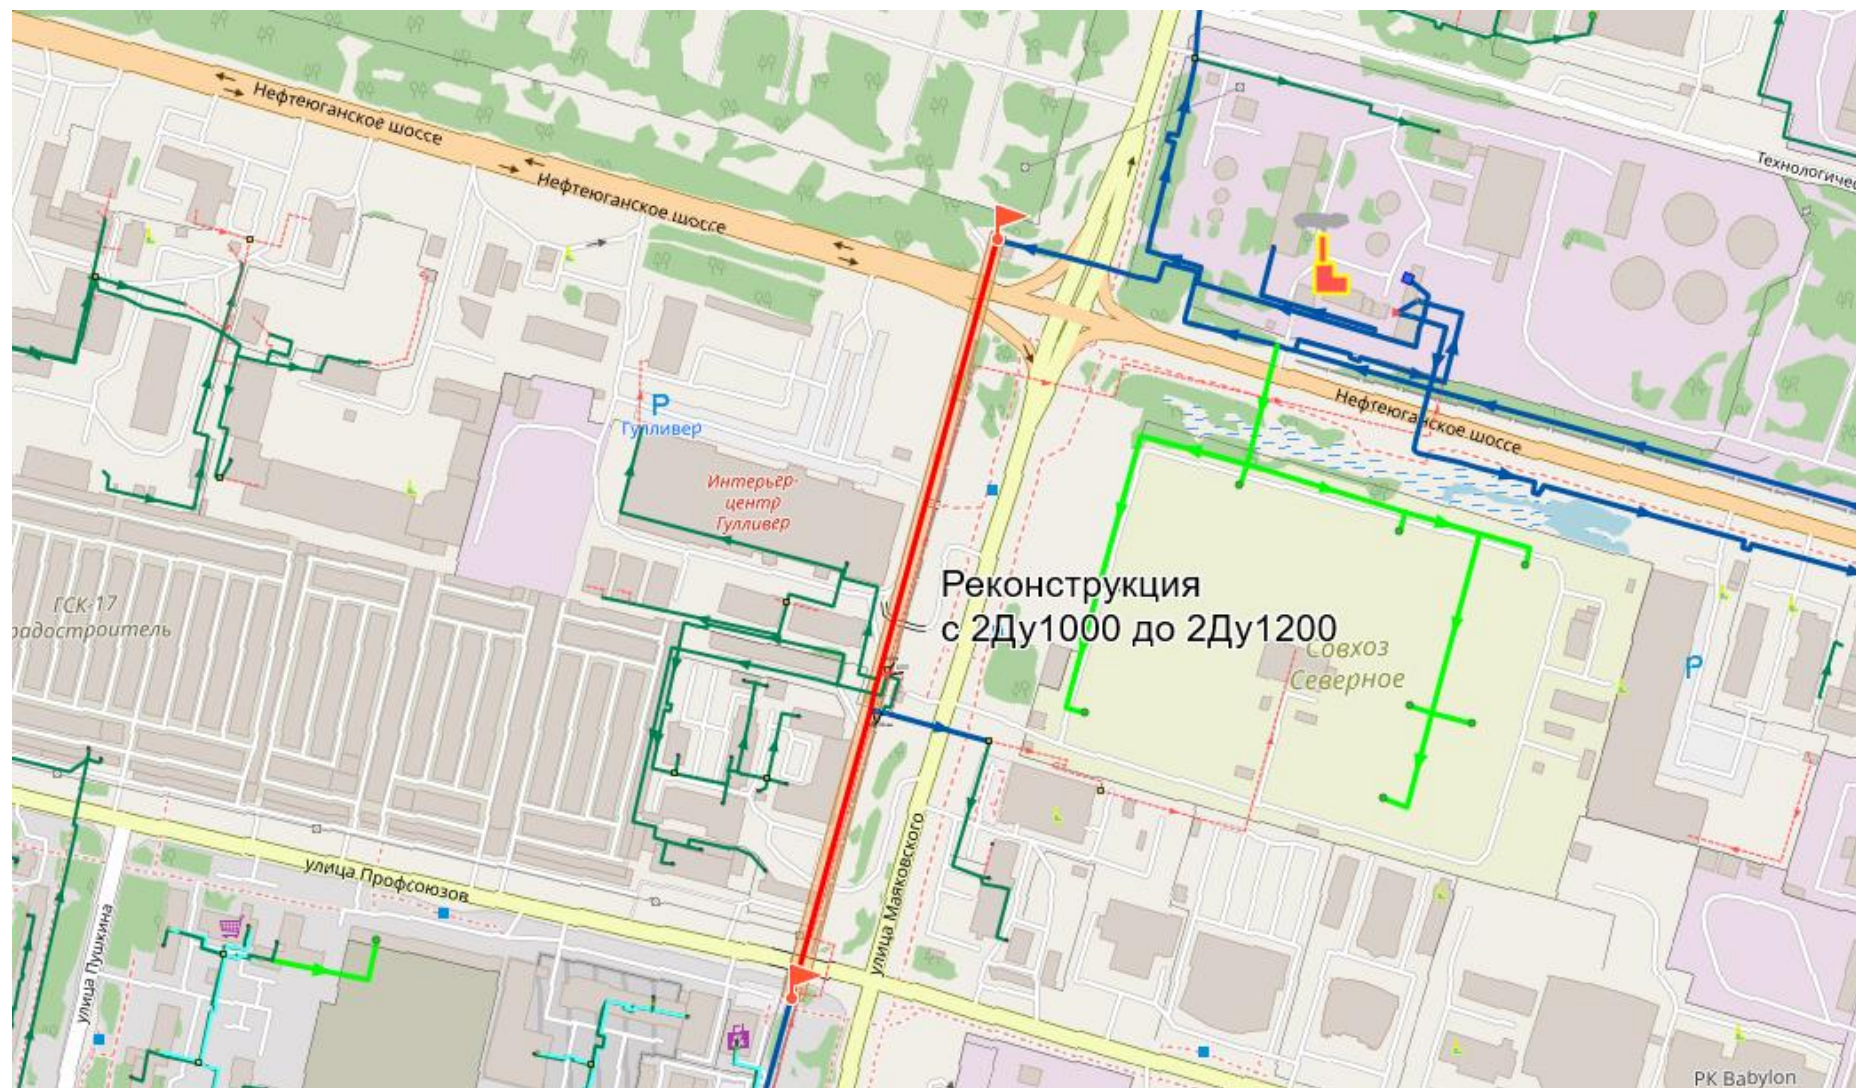 Нефтеюганское шоссе
Нефтеюганское шоссе
Технологичес
P
Гулливер
Нефтеюганское шоссе
Интерьер-
центр
Гулливер
Реконструкция
с 2Ду1000 до 2Ду1200
ГСК-17
радостроитель
Совхоз
Северное
P
улица Профсоюзов
улица Маяковского
улица Пушкина
РК Babylon